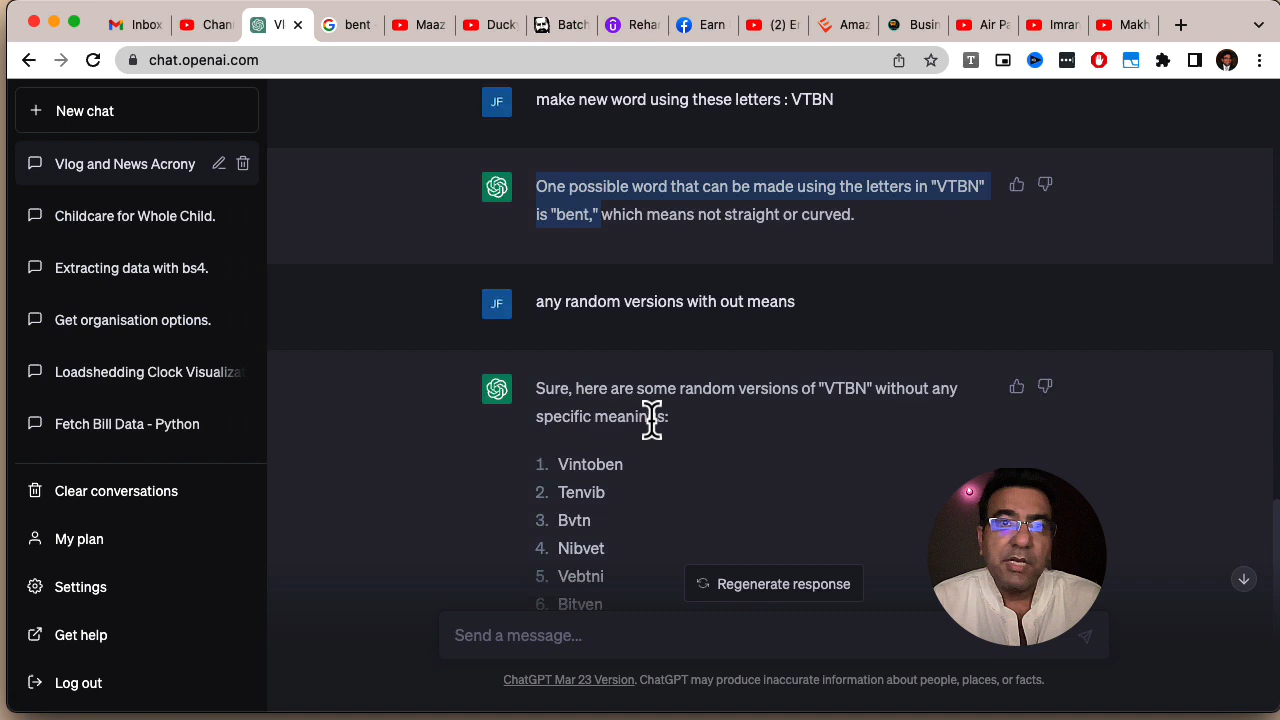 Inbox
Chan
Vl
bent
Maaz
Ducky
Batch
Rehan
Earn
(2) E
Amaz
Busin
Air Pa
Imran
Makh
chat.openai.com
New chat
Vlog and News Acrony
Childcare for Whole Child.
Extracting data with bs4.
Get organisation options.
Loadshedding Clock Visualizat
Fetch Bill Data - Python
Clear conversations
My plan
Settings
Get help
Log out
JF
make new word using these letters : VTBN
One possible word that can be made using the letters in "VTBN"
is "bent," which means not straight or curved.
JF
any random versions with out means
Sure, here are some random versions of "VTBN" without any
specific meanings:
1. Vintoben
2. Tenvib
3. Bvtn
4. Nibvet
5. Vebtni
6. Bitven
Regenerate response
Send a message...
ChatGPT Mar 23 Version. ChatGPT may produce inaccurate information about people, places, or facts.